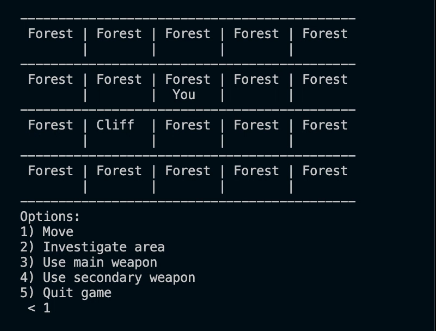 Forest | Forest | Forest | Forest | Forest
| | | |
Forest | Forest | Forest | Forest | Forest
| | You | |
Forest | Cliff | Forest | Forest | Forest
| | | |
Forest | Forest | Forest | Forest | Forest
| | | |
Options:
1) Move
2) Investigate area
3) Use main weapon
4) Use secondary weapon
5) Quit game
< 1